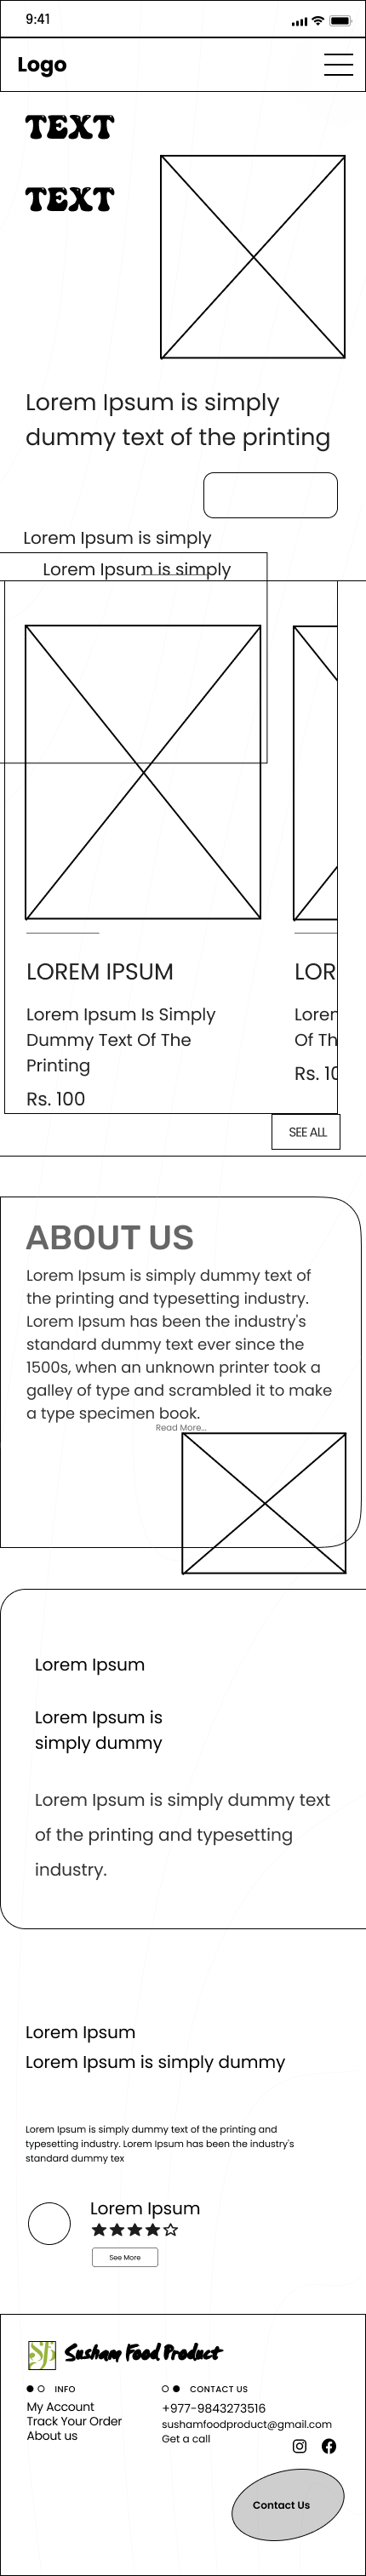 9:41
Logo
TEXT
TEXT
Lorem Ipsum is simply
dummy text of the printing
Lorem Ipsum is simply
Lorem Ipsum is simply
LOREM IPSUM
Lorem Ipsum Is Simply
Dummy Text Of The
Printing
Rs. 100
LOR
Lorem
Of Th
Rs. 10
SEE ALL
ABOUT US
Lorem Ipsum is simply dummy text of
the printing and typesetting industry.
Lorem Ipsum has been the industry's
standard dummy text ever since the
1500s, when an unknown printer took a
galley of type and scrambled it to make
a type specimen book.
Read More...
Lorem Ipsum
Lorem Ipsum is
simply dummy
Lorem Ipsum is simply dummy text
of the printing and typesetting
industry.
Lorem Ipsum
Lorem Ipsum is simply dummy
Lorem Ipsum is simply dummy text of the printing and
typesetting industry. Lorem Ipsum has been the industry's
standard dummy tex
Lorem Ipsum
See More
Susham Food Product
INFO
My Account
Track Your Order
About us
CONTACT US
+977-9843273516
sushamfoodproduct@gmail.com
Get a call
Contact Us